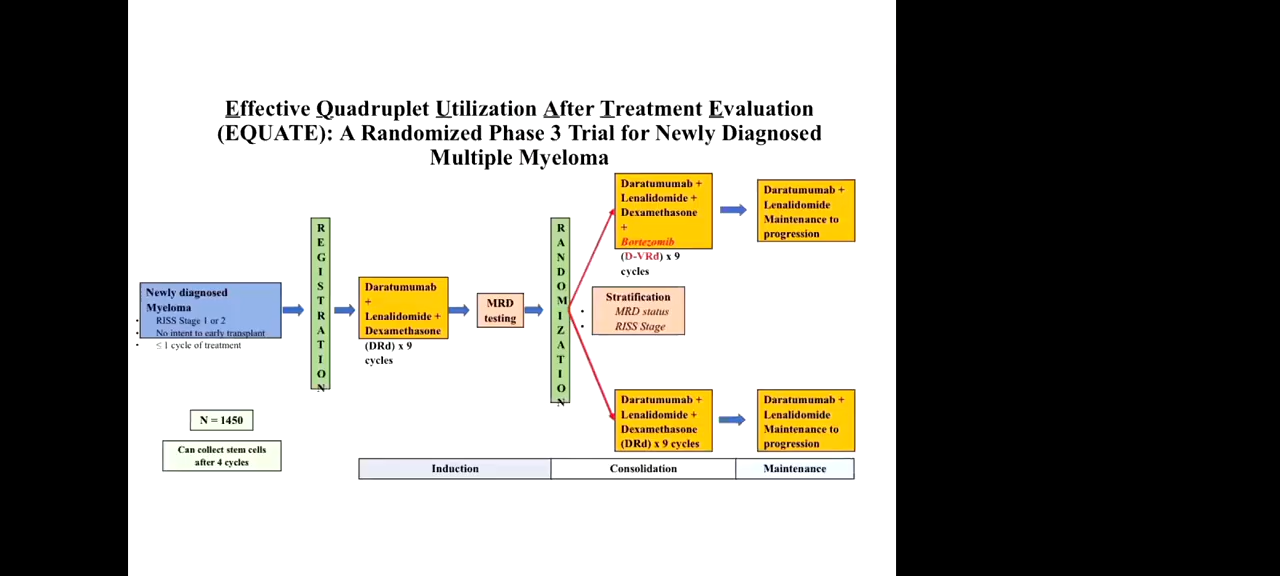 Effective Quadruplet Utilization After Treatment Evaluation
(EQUATE): A Randomized Phase 3 Trial for Newly Diagnosed
Multiple Myeloma
Newly diagnosed
Myeloma
• RISS Stage 1 or 2
• No intent to early transplant
• ≤ 1 cycle of treatment
N = 1450
Can collect stem cells
after 4 cycles
REGISTRATION
Daratumumab
+
Lenalidomide +
Dexamethasone
(DRd) x 9
cycles
MRD
testing
RANDOMIZATION
Daratumumab +
Lenalidomide +
Dexamethasone
+
Bortezomib
(D-VRd) x 9
cycles
Daratumumab +
Lenalidomide
Maintenance to
progression
Stratification
• MRD status
• RISS Stage
Daratumumab +
Lenalidomide +
Dexamethasone
(DRd) x 9 cycles
Daratumumab +
Lenalidomide
Maintenance to
progression
Induction
Consolidation
Maintenance